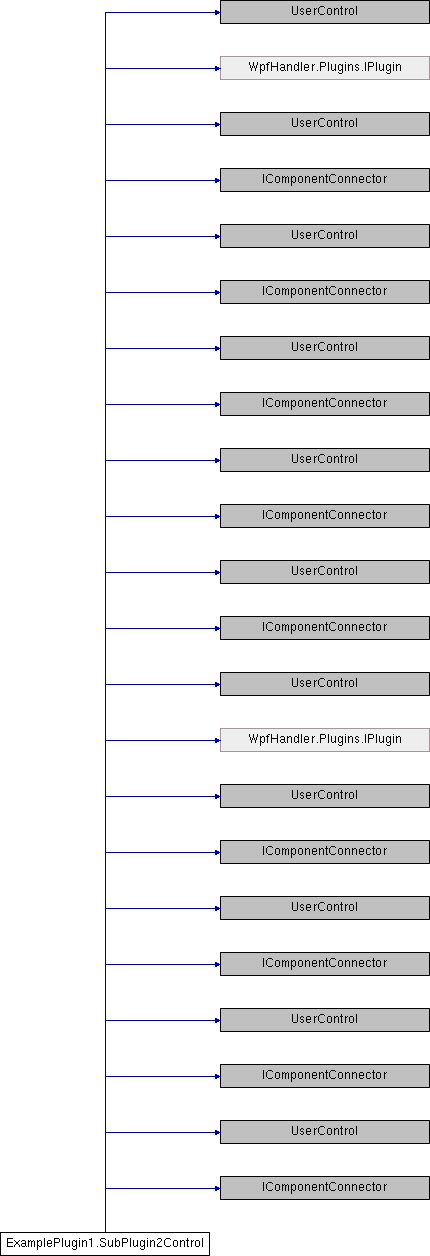 UserControl
WpfHandler.Plugins.IPlugin
UserControl
IComponentConnector
UserControl
IComponentConnector
UserControl
IComponentConnector
UserControl
IComponentConnector
UserControl
IComponentConnector
UserControl
WpfHandler.Plugins.IPlugin
UserControl
IComponentConnector
UserControl
IComponentConnector
UserControl
IComponentConnector
UserControl
IComponentConnector
ExamplePlugin1.SubPlugin2Control